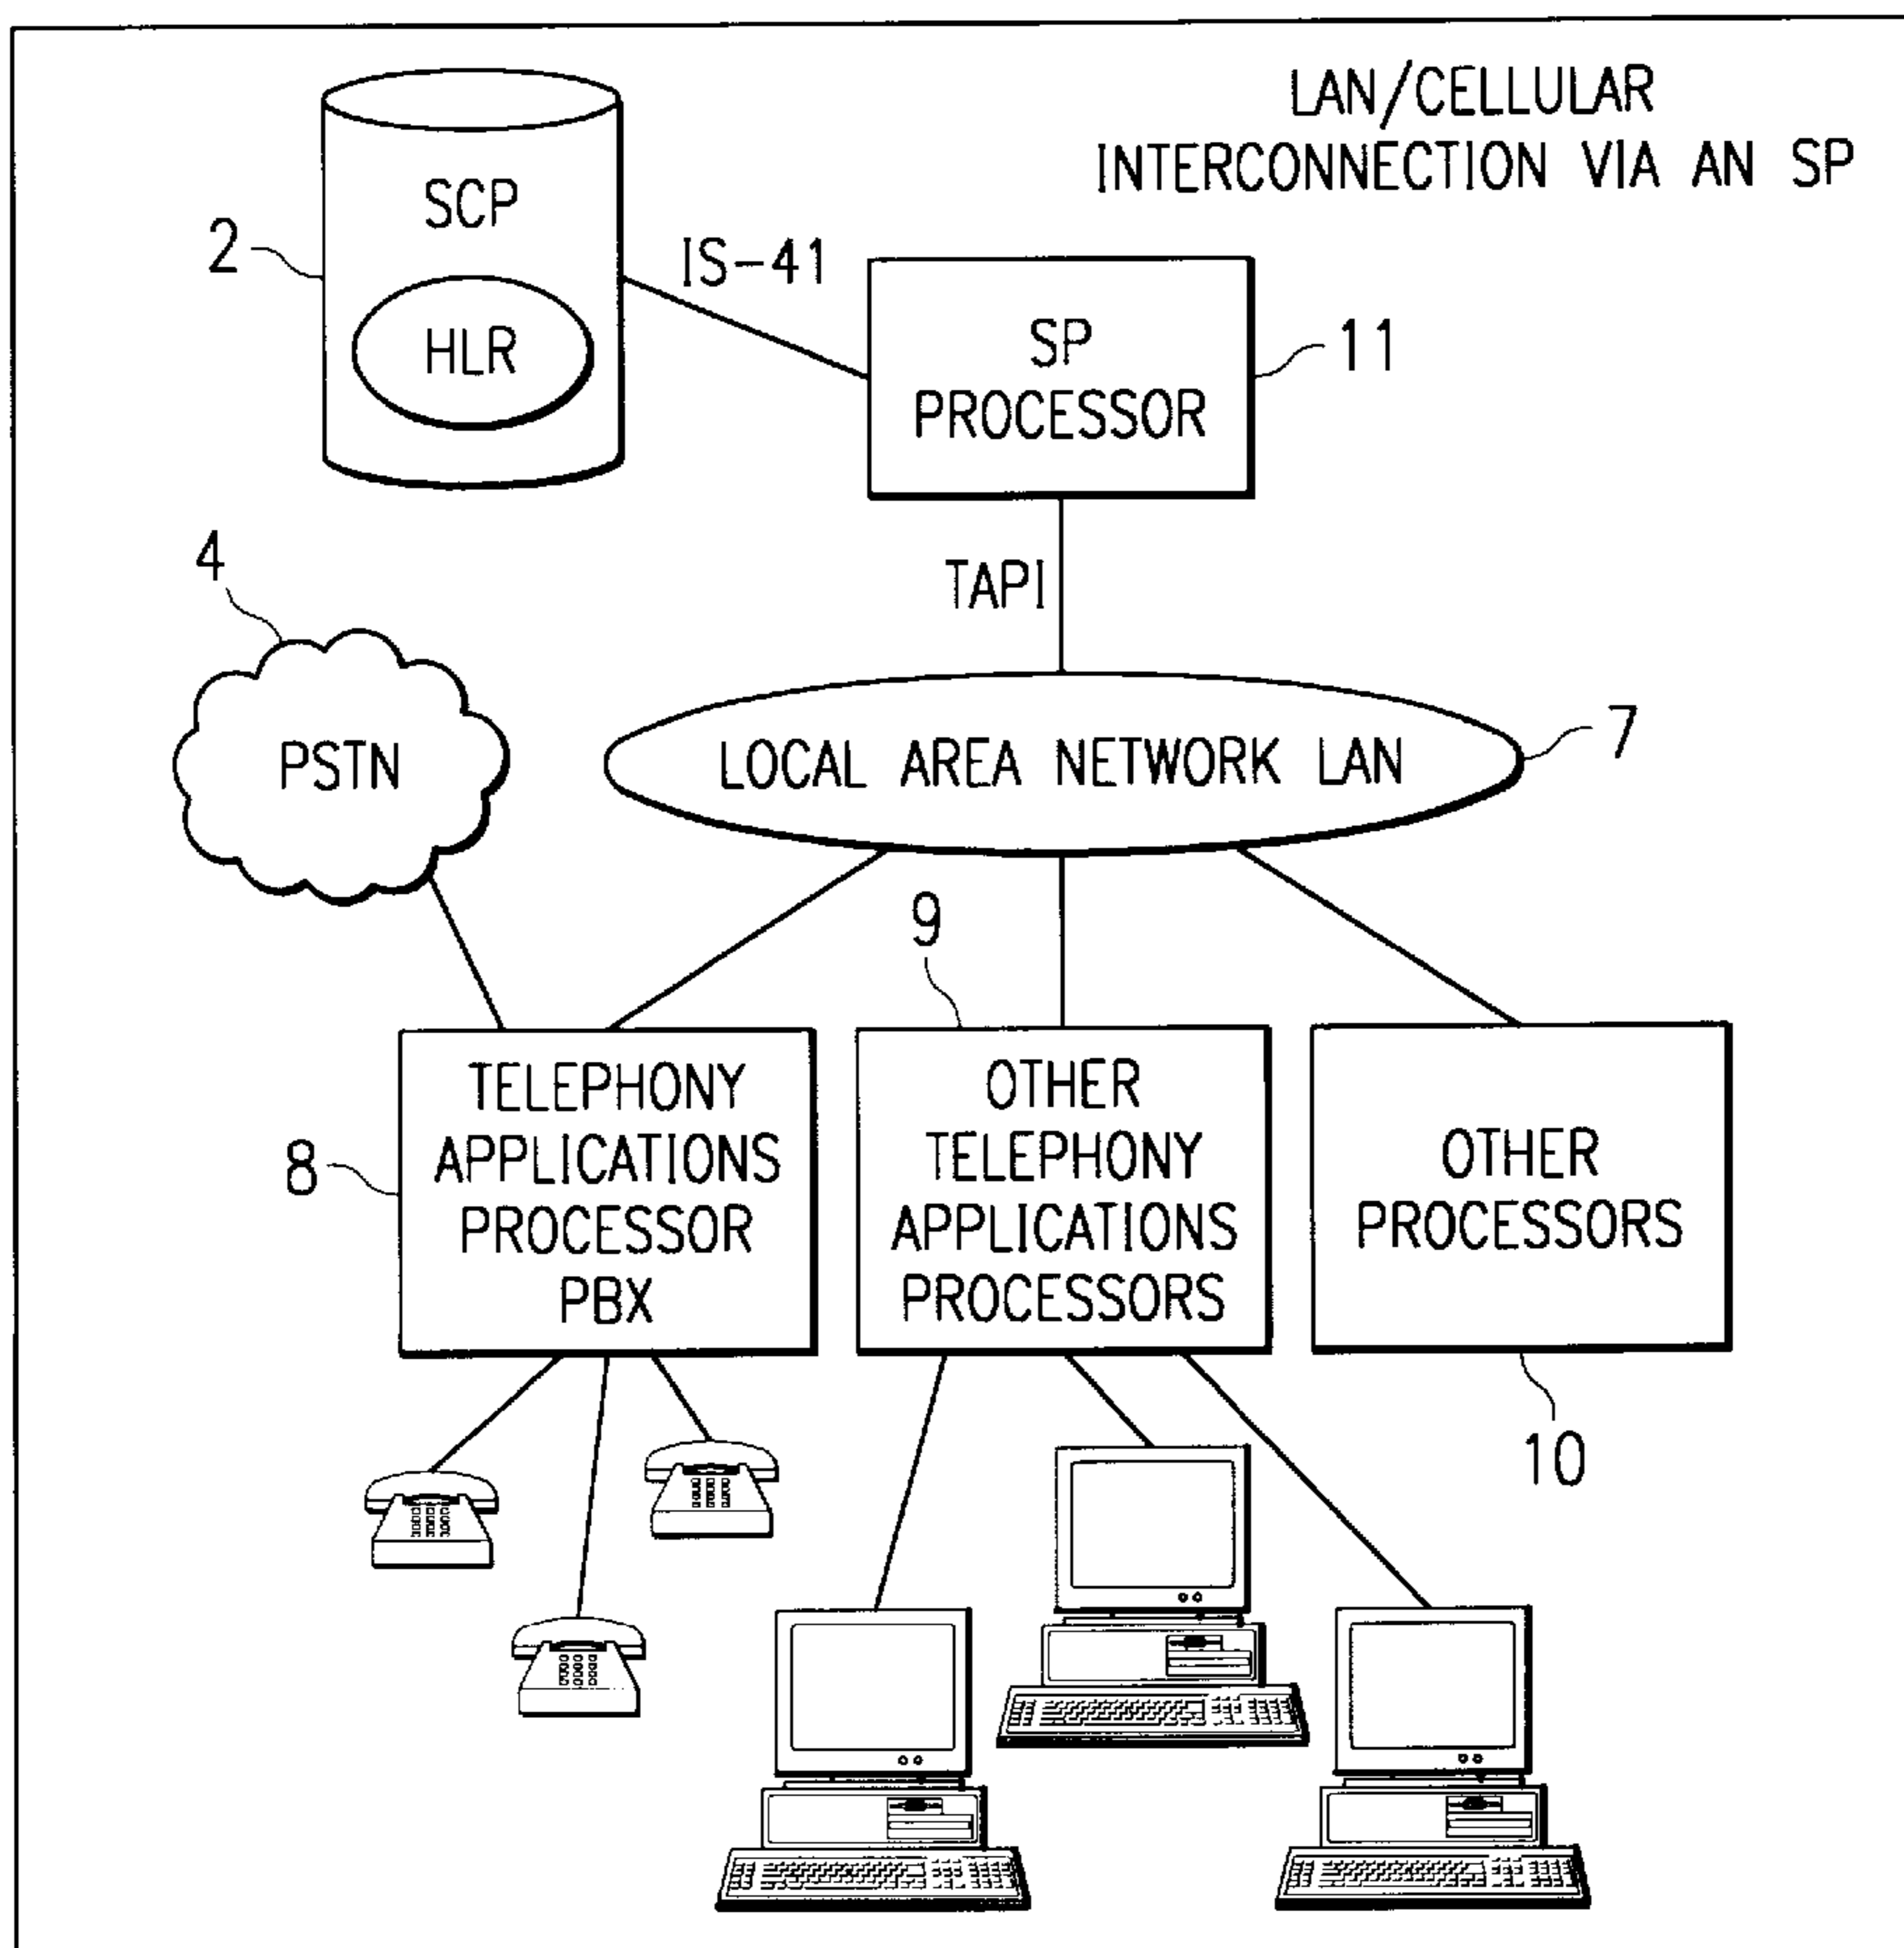 LAN/CELLULAR
INTERCONNECTION VIA AN SP
SCP
2
IS-41
HLR
SP
PROCESSOR
11
4
TAPI
PSTN
LOCAL AREA NETWORK LAN
7
9
TELEPHONY
APPLICATIONS
PROCESSOR
PBX
8
OTHER
TELEPHONY
APPLICATIONS
PROCESSORS
OTHER
PROCESSORS
10